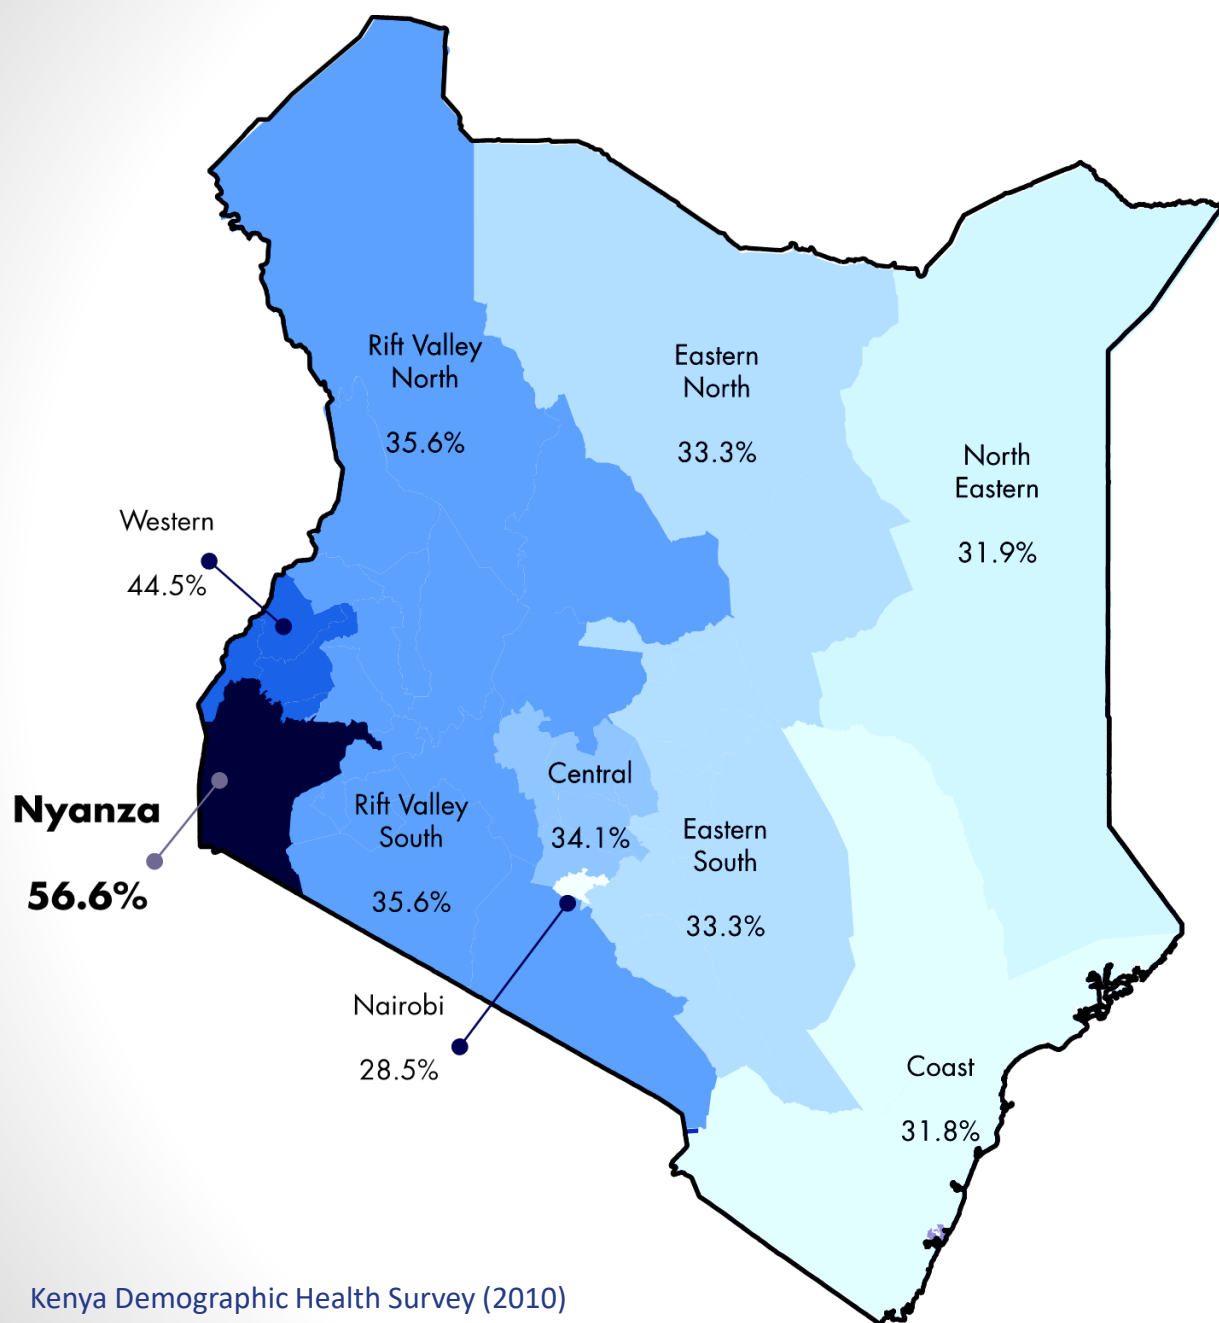 Rift Valley
North
35.6%
Eastern
North
33.3%
North
Eastern
31.9%
Western
44.5%
Nyanza
56.6%
Rift Valley
South
35.6%
Central
34.1%
Eastern
South
33.3%
Nairobi
28.5%
Coast
31.8%
Kenya Demographic Health Survey (2010)